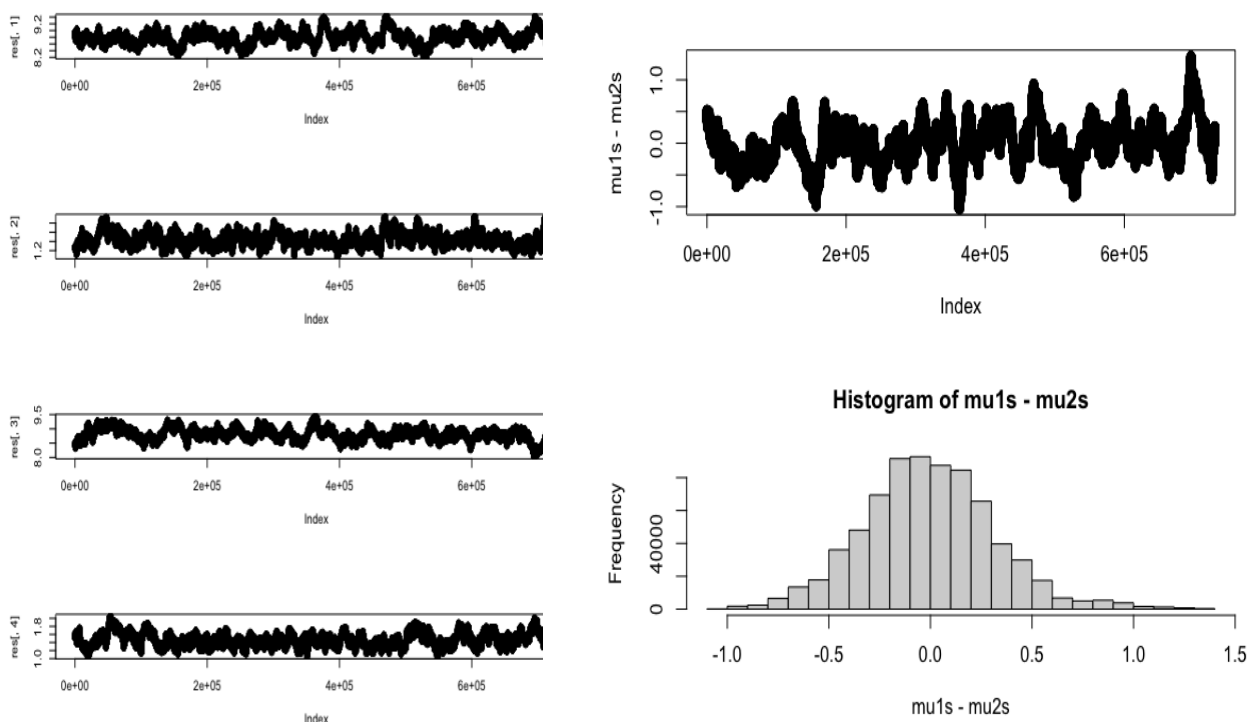 res[, 1]
8.2 9.2
0e+00 2e+05 4e+05 6e+05
Index
res[, 2]
1.2
0e+00 2e+05 4e+05 6e+05
Index
res[, 3]
8.0 9.5
0e+00 2e+05 4e+05 6e+05
Index
res[, 4]
1.0 1.8
0e+00 2e+05 4e+05 6e+05
Index
mu1s - mu2s
-1.0 0.0 1.0
0e+00 2e+05 4e+05 6e+05
Index
Histogram of mu1s - mu2s
Frequency
0 40000
-1.0 -0.5 0.0 0.5 1.0 1.5
mu1s - mu2s